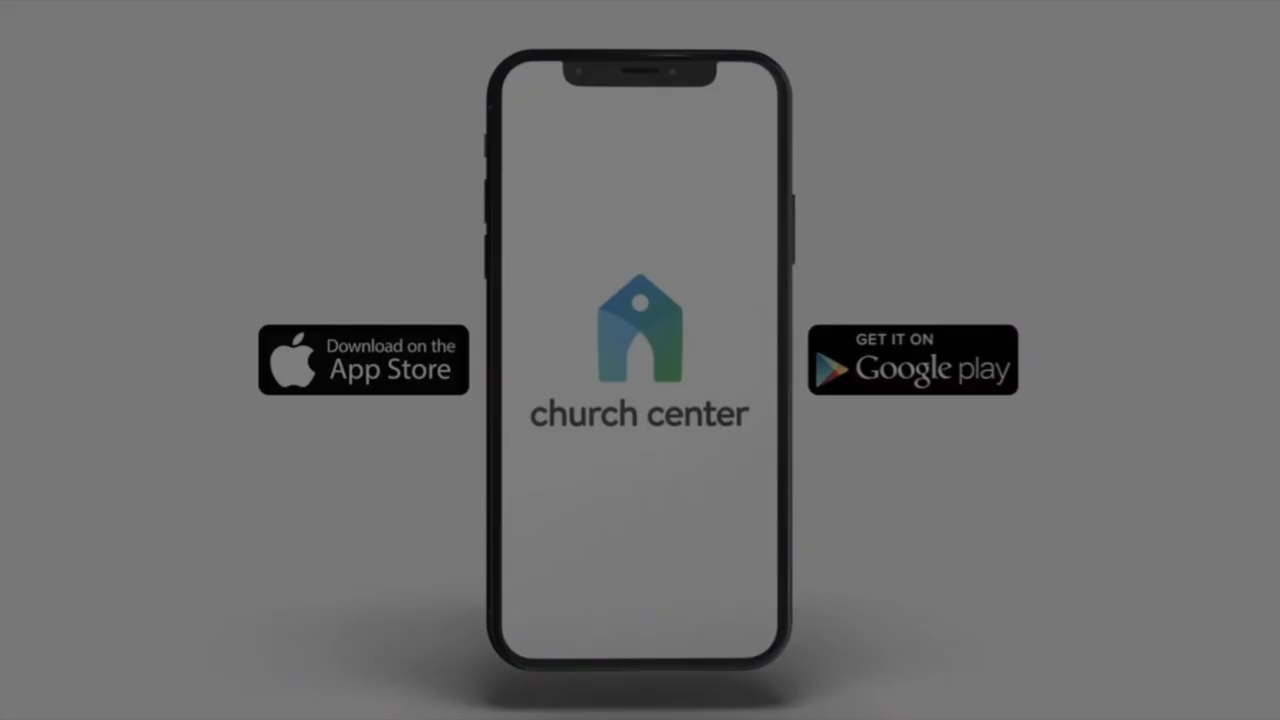 Download on the
App Store
church center
GET IT ON
Google play